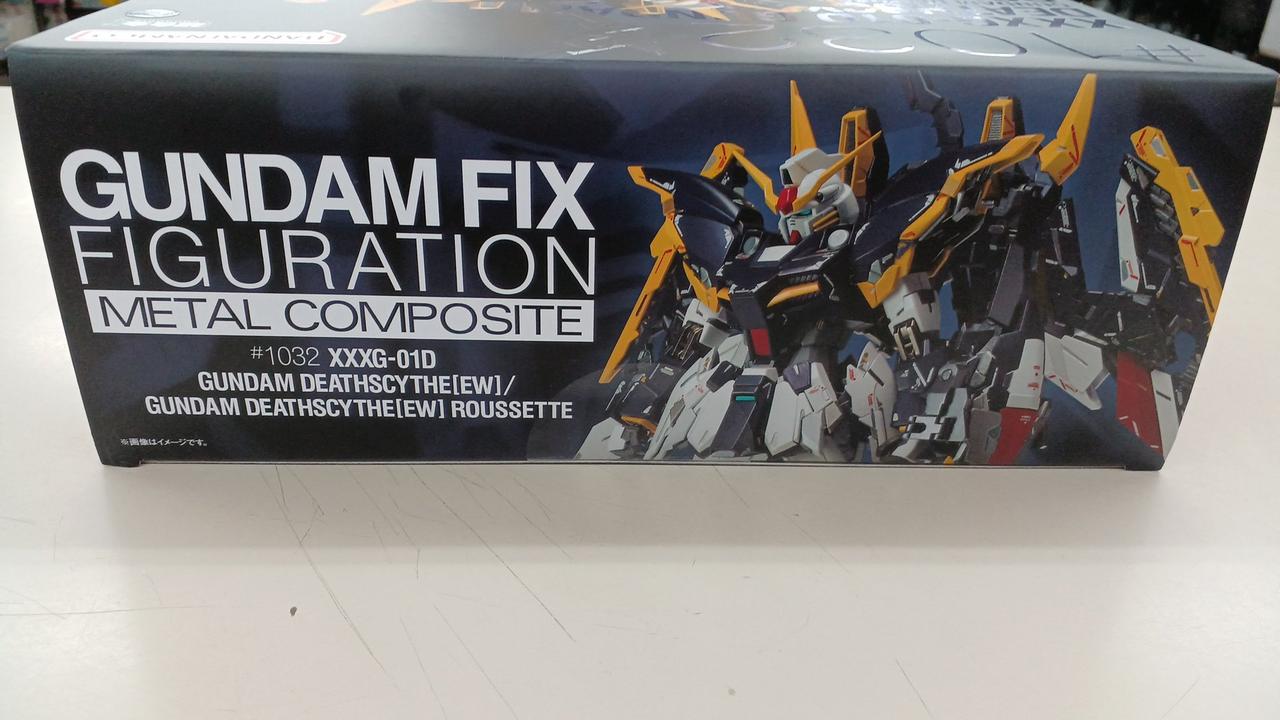 GUNDAM FIX
FIGURATION
METAL COMPOSITE
#1032 XXXG-01D
GUNDAM DEATHSCYTHE[EW]/
GUNDAM DEATHSCYTHE[EW] ROUSSETTE
※画像はイメージです。